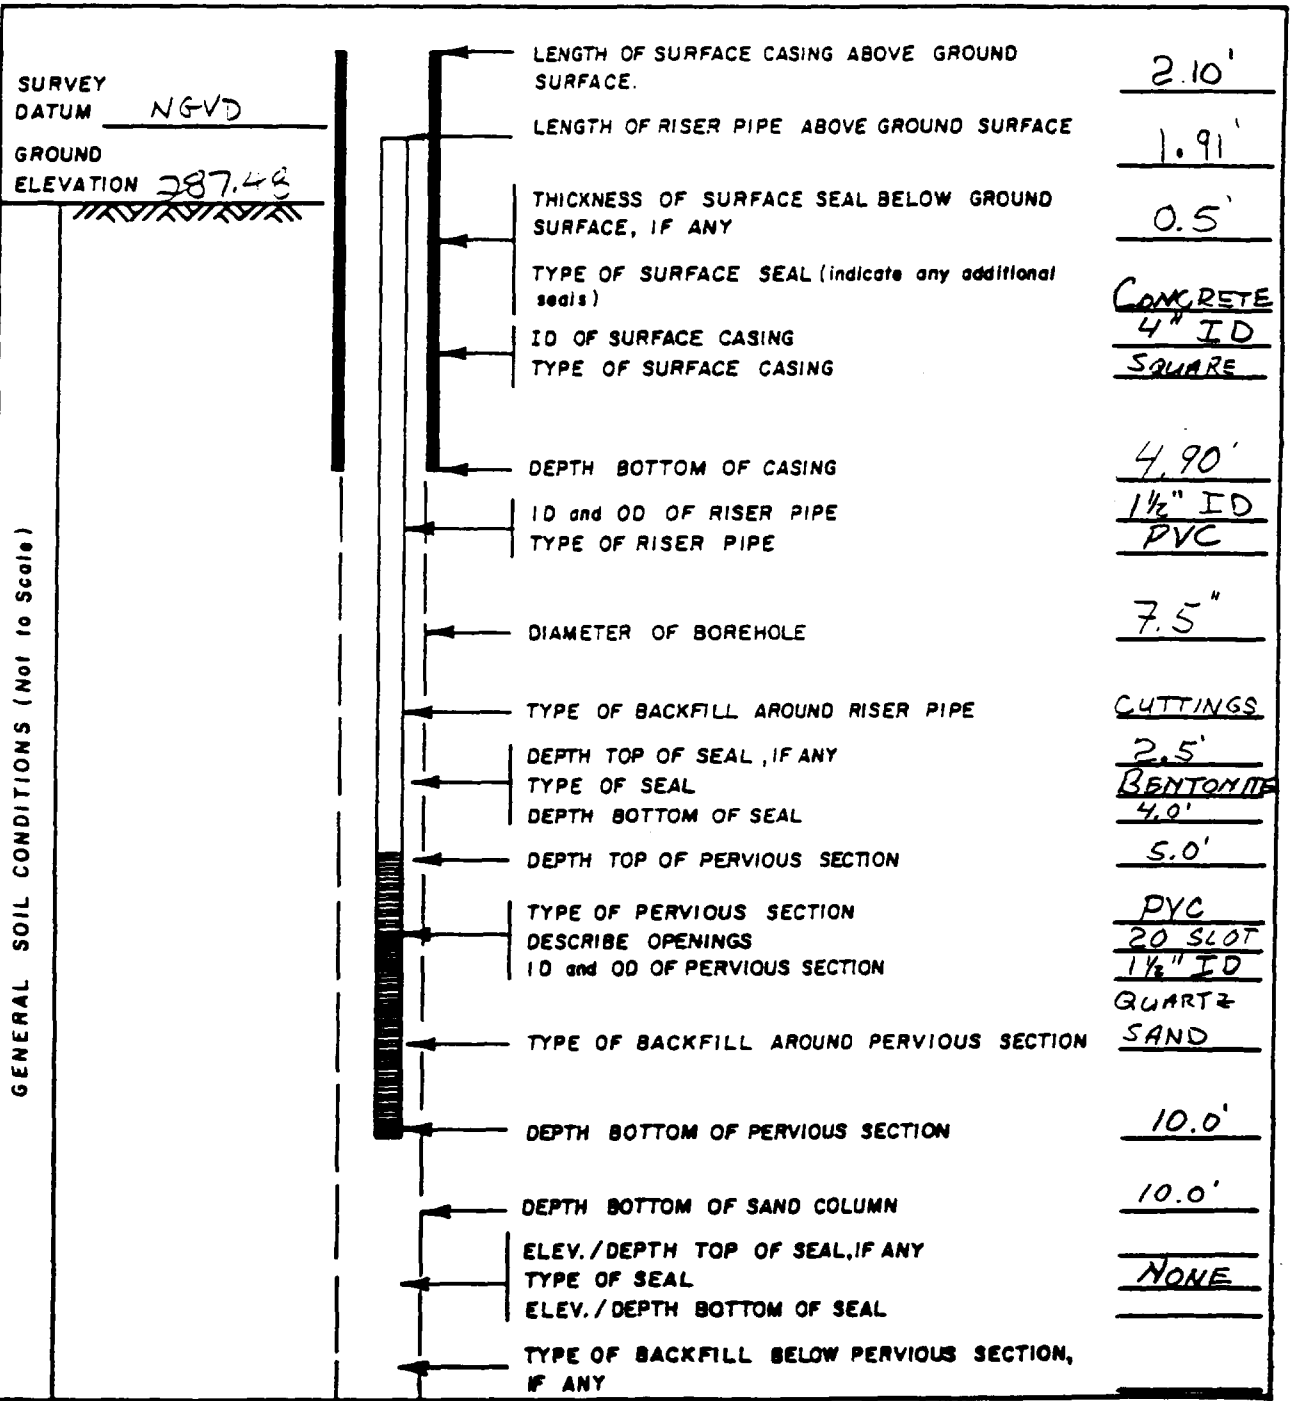 SURVEY
DATUM NGVD
GROUND
ELEVATION 287.48
GENERAL SOIL CONDITIONS (Not to Scale)
LENGTH OF SURFACE CASING ABOVE GROUND
SURFACE. 2.10'
LENGTH OF RISER PIPE ABOVE GROUND SURFACE 1.91'
THICKNESS OF SURFACE SEAL BELOW GROUND
SURFACE, IF ANY 0.5'
TYPE OF SURFACE SEAL (indicate any additional
seals) CONCRETE
ID OF SURFACE CASING 4" ID
TYPE OF SURFACE CASING SQUARE
DEPTH BOTTOM OF CASING 4.90'
ID and OD OF RISER PIPE 1½" ID
TYPE OF RISER PIPE PVC
DIAMETER OF BOREHOLE 7.5"
TYPE OF BACKFILL AROUND RISER PIPE CUTTINGS
DEPTH TOP OF SEAL, IF ANY 2.5'
TYPE OF SEAL BENTONITE
DEPTH BOTTOM OF SEAL 4.0'
DEPTH TOP OF PERVIOUS SECTION 5.0'
TYPE OF PERVIOUS SECTION PVC
DESCRIBE OPENINGS 20 SLOT
ID and OD OF PERVIOUS SECTION 1½" ID
QUARTZ
TYPE OF BACKFILL AROUND PERVIOUS SECTION SAND
DEPTH BOTTOM OF PERVIOUS SECTION 10.0'
DEPTH BOTTOM OF SAND COLUMN 10.0'
ELEV./DEPTH TOP OF SEAL, IF ANY
TYPE OF SEAL NONE
ELEV./DEPTH BOTTOM OF SEAL
TYPE OF BACKFILL BELOW PERVIOUS SECTION,
IF ANY